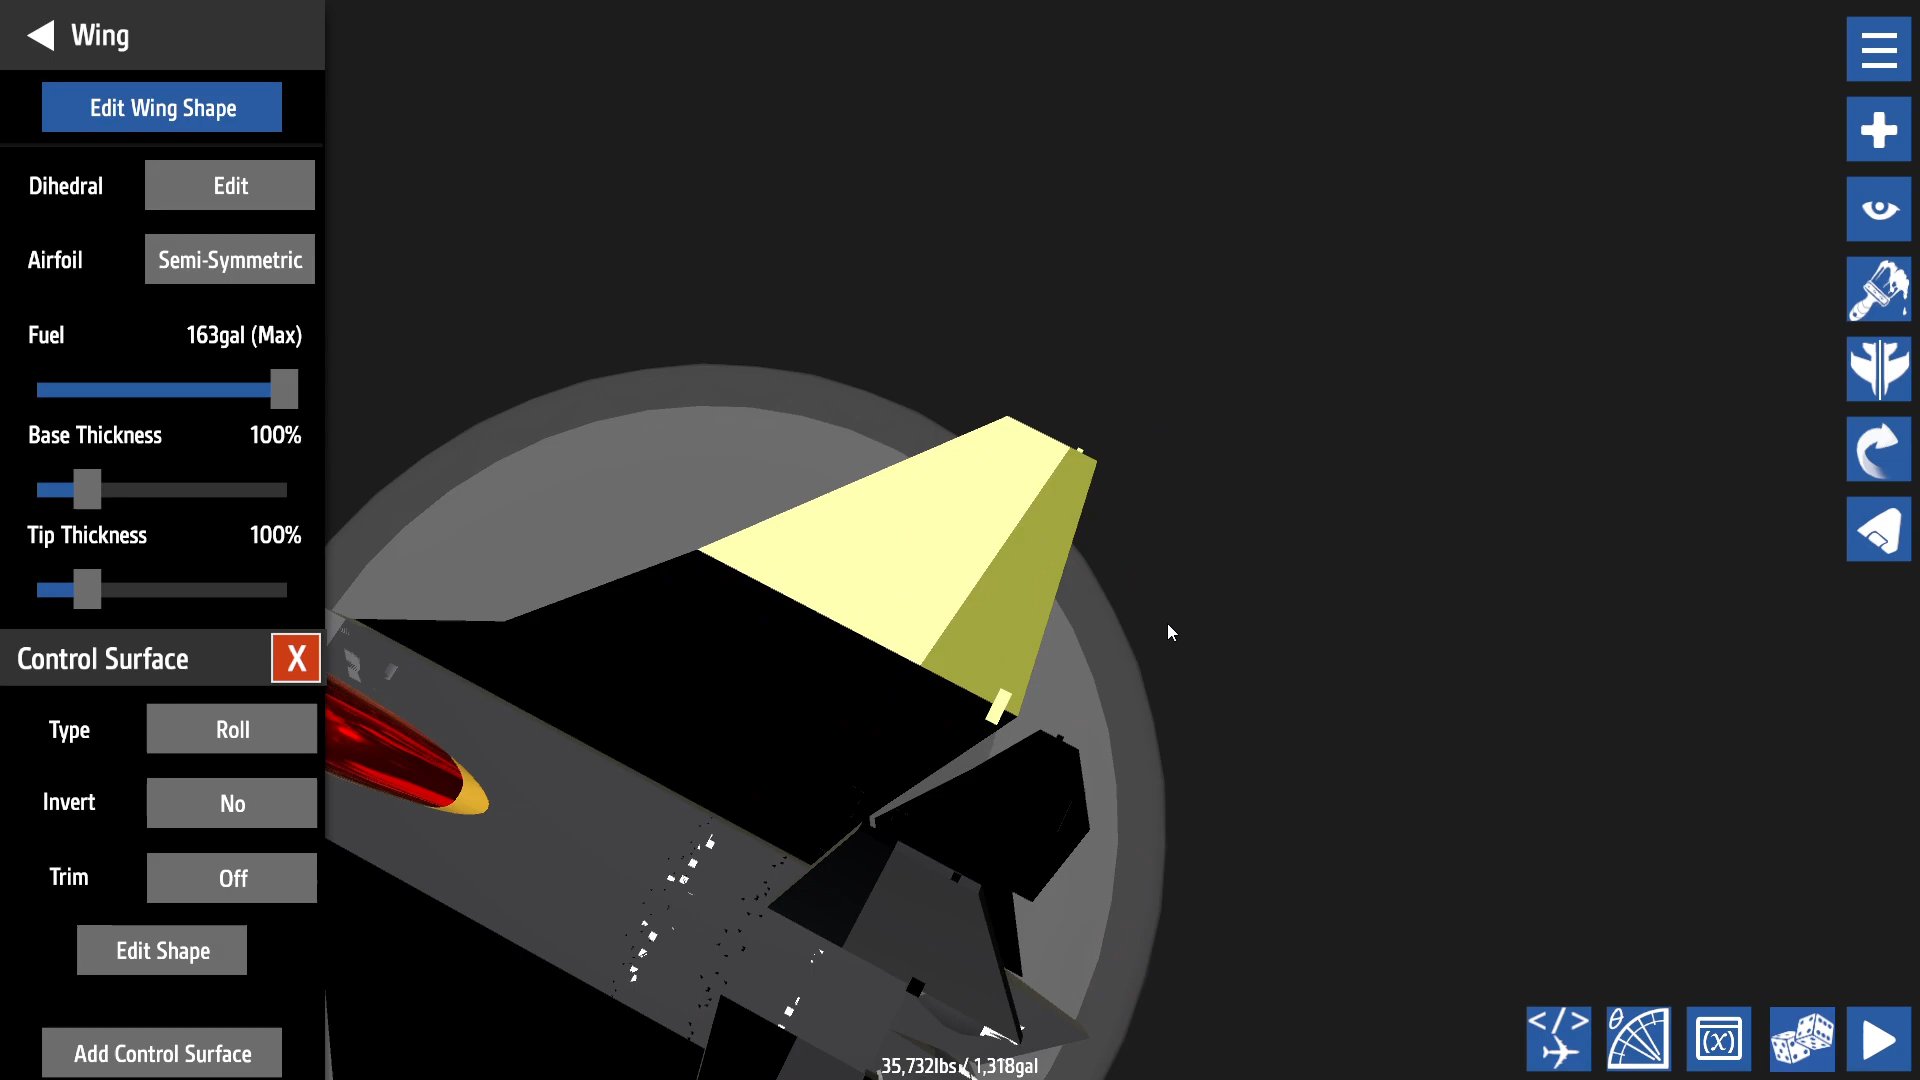 Wing
Edit Wing Shape
Dihedral Edit
Airfoil Semi-Symmetric
Fuel 163gal (Max)
Base Thickness 100%
Tip Thickness 100%
Control Surface X
Type Roll
Invert No
Trim Off
Edit Shape
Add Control Surface
35,732lbs / 1,318gal
</>
θ
(x)